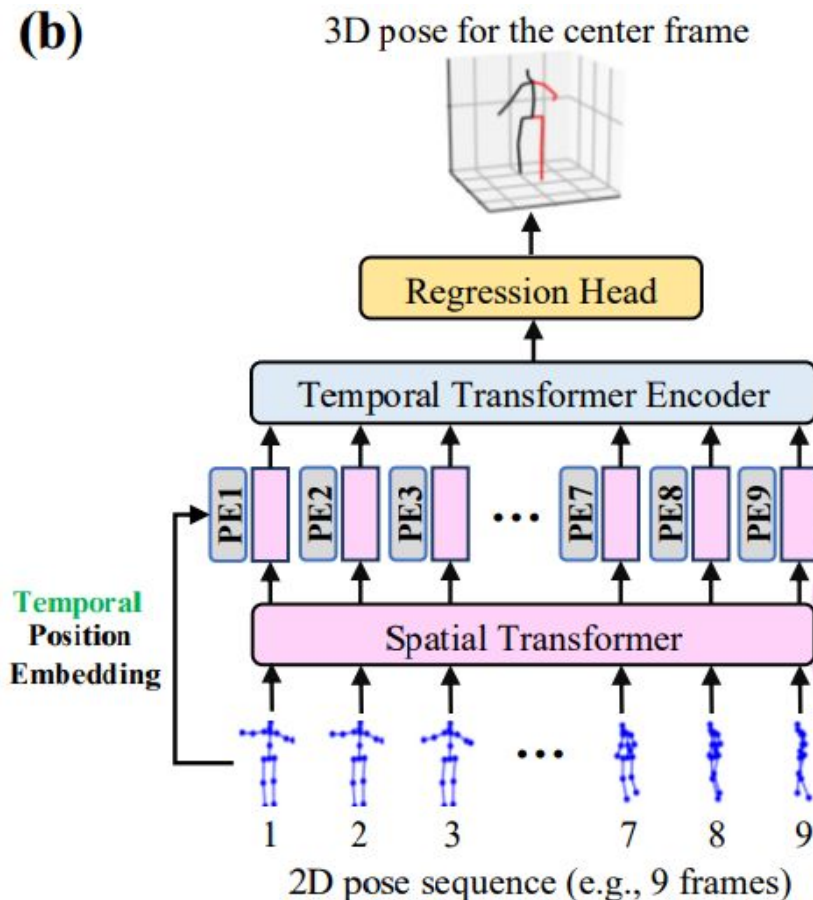 (b)
3D pose for the center frame
Regression Head
Temporal Transformer Encoder
PE1 PE2 PE3 ... PE7 PE8 PE9
Temporal
Position
Embedding
Spatial Transformer
...
1 2 3 7 8 9
2D pose sequence (e.g., 9 frames)